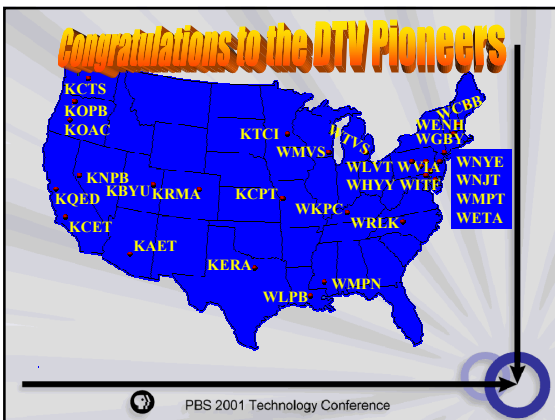 Congratulations to the DTV Pioneers
KCTS
KOPB
KOAC
KTCI
WMVS
WTVS
WCBB
WENH
WGBY
WLVT WVIA
WHYY WITF
WNYE
WNJT
WMPT
WETA
KNPB
KBYU KRMA
KQED
KCET
KCPT
WKPC
WRLK
KAET
KERA
WLPB
WMPN
PBS 2001 Technology Conference